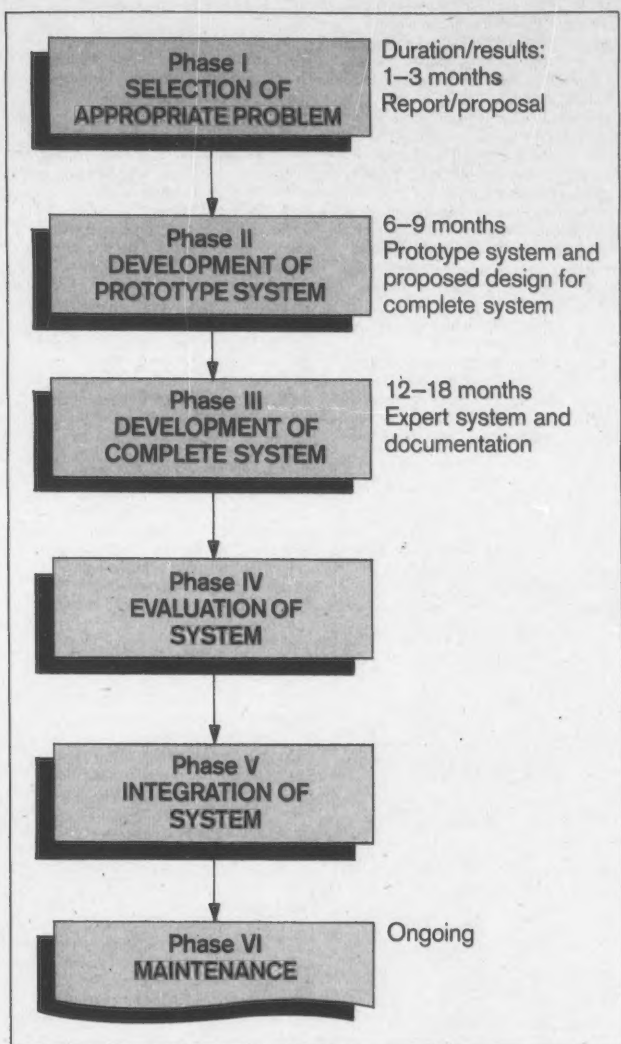 Phase I
SELECTION OF
APPROPRIATE PROBLEM
Duration/results:
1–3 months
Report/proposal
Phase II
DEVELOPMENT OF
PROTOTYPE SYSTEM
6–9 months
Prototype system and
proposed design for
complete system
Phase III
DEVELOPMENT OF
COMPLETE SYSTEM
12–18 months
Expert system and
documentation
Phase IV
EVALUATION OF
SYSTEM
Phase V
INTEGRATION OF
SYSTEM
Phase VI
MAINTENANCE
Ongoing